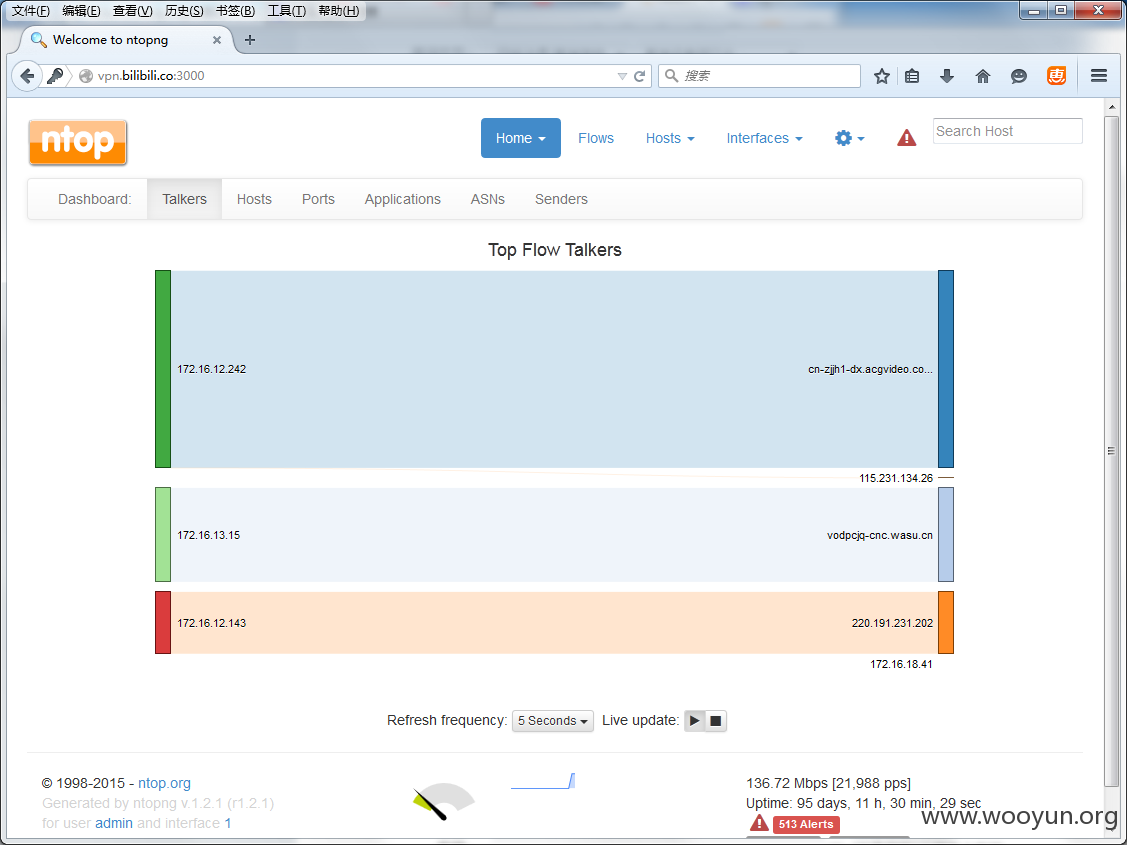 文件(F) 编辑(E) 查看(V) 历史(S) 书签(B) 工具(T) 帮助(H)
Welcome to ntopng
vpn.bilibili.co:3000
搜索
ntop
Home Flows Hosts Interfaces
Search Host
Dashboard: Talkers Hosts Ports Applications ASNs Senders
Top Flow Talkers
172.16.12.242
cn-zjjh1-dx.acgvideo.co...
115.231.134.26
172.16.13.15
vodpcjq-cnc.wasu.cn
172.16.12.143
220.191.231.202
172.16.18.41
Refresh frequency: 5 Seconds Live update:
© 1998-2015 - ntop.org
Generated by ntopng v.1.2.1 (r1.2.1)
for user admin and interface 1
136.72 Mbps [21,988 pps]
Uptime: 95 days, 11 h, 30 min, 29 sec
513 Alerts
www.wooyun.org